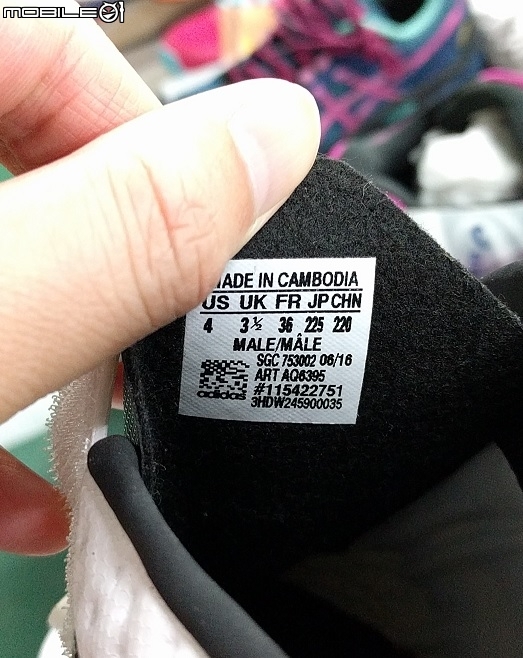 MOBILE01
MADE IN CAMBODIA
US UK FR JP CHN
4 3½ 36 225 220
MALE/MÂLE
SGC 753002 06/16
ART AQ6395
#115422751
adidas
3HDW245900035